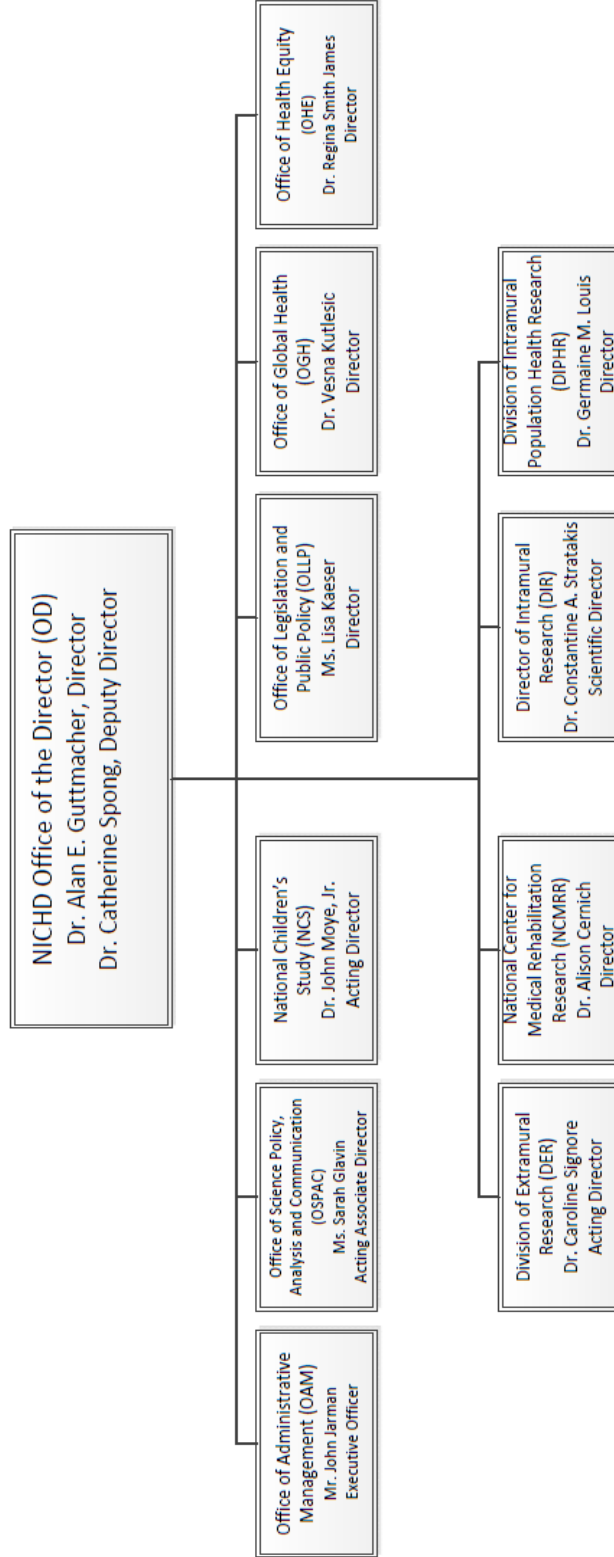 NICHD Office of the Director (OD)
Dr. Alan E. Guttmacher, Director
Dr. Catherine Spong, Deputy Director
Office of Administrative
Management (OAM)
Mr. John Jarman
Executive Officer
Office of Science Policy,
Analysis and Communication
(OSPAC)
Ms. Sarah Glavin
Acting Associate Director
National Children's
Study (NCS)
Dr. John Moye, Jr.
Acting Director
Office of Legislation and
Public Policy (OLLP)
Ms. Lisa Kaeser
Director
Office of Global Health
(OGH)
Dr. Vesna Kutlesic
Director
Office of Health Equity
(OHE)
Dr. Regina Smith James
Director
Division of Extramural
Research (DER)
Dr. Caroline Signore
Acting Director
National Center for
Medical Rehabilitation
Research (NCMRR)
Dr. Alison Cernich
Director
Director of Intramural
Research (DIR)
Dr. Constantine A. Stratakis
Scientific Director
Division of Intramural
Population Health Research
(DIPHR)
Dr. Germaine M. Louis
Director